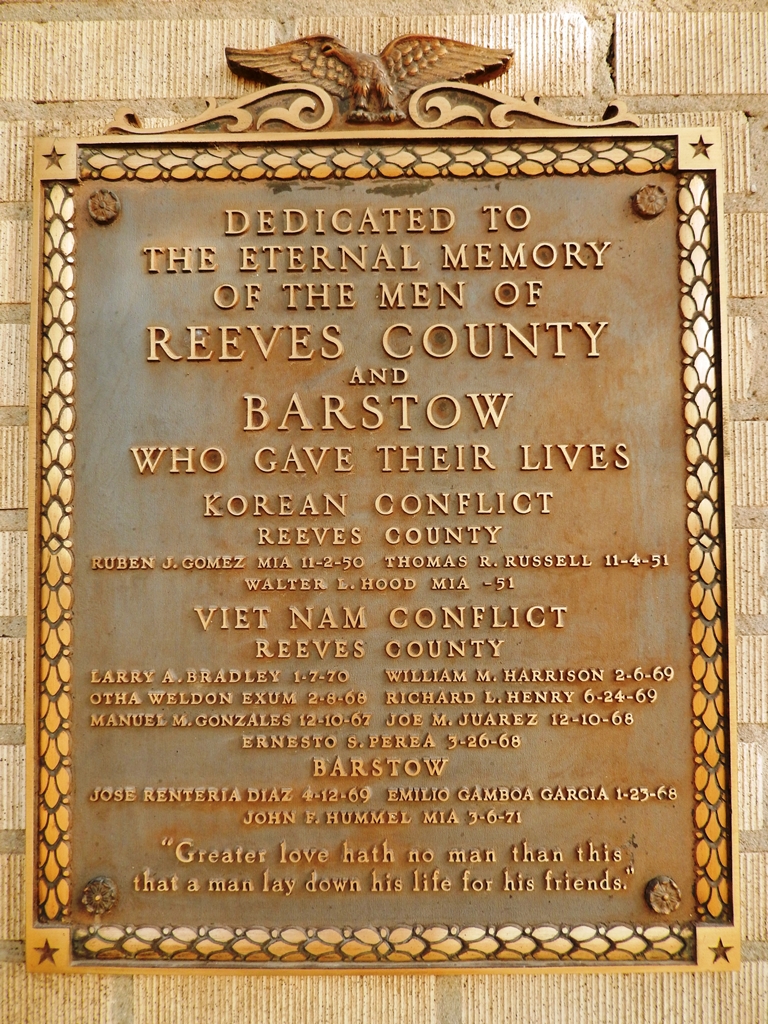 DEDICATED TO
THE ETERNAL MEMORY
OF THE MEN OF
REEVES COUNTY
AND
BARSTOW
WHO GAVE THEIR LIVES
KOREAN CONFLICT
REEVES COUNTY
RUBEN J. GOMEZ MIA 11-2-50 THOMAS R. RUSSELL 11-4-51
WALTER L. HOOD MIA -51
VIET NAM CONFLICT
REEVES COUNTY
LARRY A. BRADLEY 1-7-70 WILLIAM M. HARRISON 2-6-69
OTHA WELDON EXUM 2-8-68 RICHARD L. HENRY 6-24-69
MANUEL M. GONZALES 12-10-67 JOE M. JUAREZ 12-10-68
ERNESTO S. PEREA 3-26-68
BARSTOW
JOSE RENTERIA DIAZ 4-12-69 EMILIO GAMBOA GARCIA 1-23-68
JOHN F. HUMMEL MIA 3-6-71
"Greater love hath no man than this
that a man lay down his life for his friends."